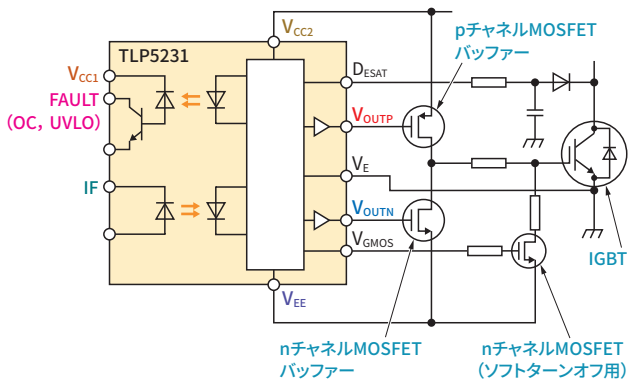 VCC2
pチャネルMOSFET
バッファー
TLP5231
VCC1
DESAT
FAULT
(OC, UVLO)
VOUTP
VE
IF
VOUTN
VGMOS
IGBT
VEE
nチャネルMOSFET
バッファー
nチャネルMOSFET
(ソフトターンオフ用)